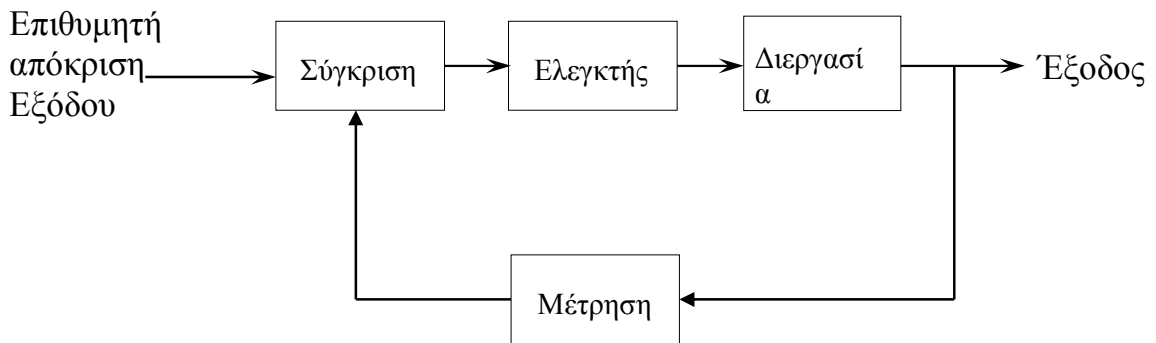 Επιθυμητή
απόκριση
Εξόδου
Σύγκριση
Ελεγκτής
Διεργασί
α
Έξοδος
Μέτρηση